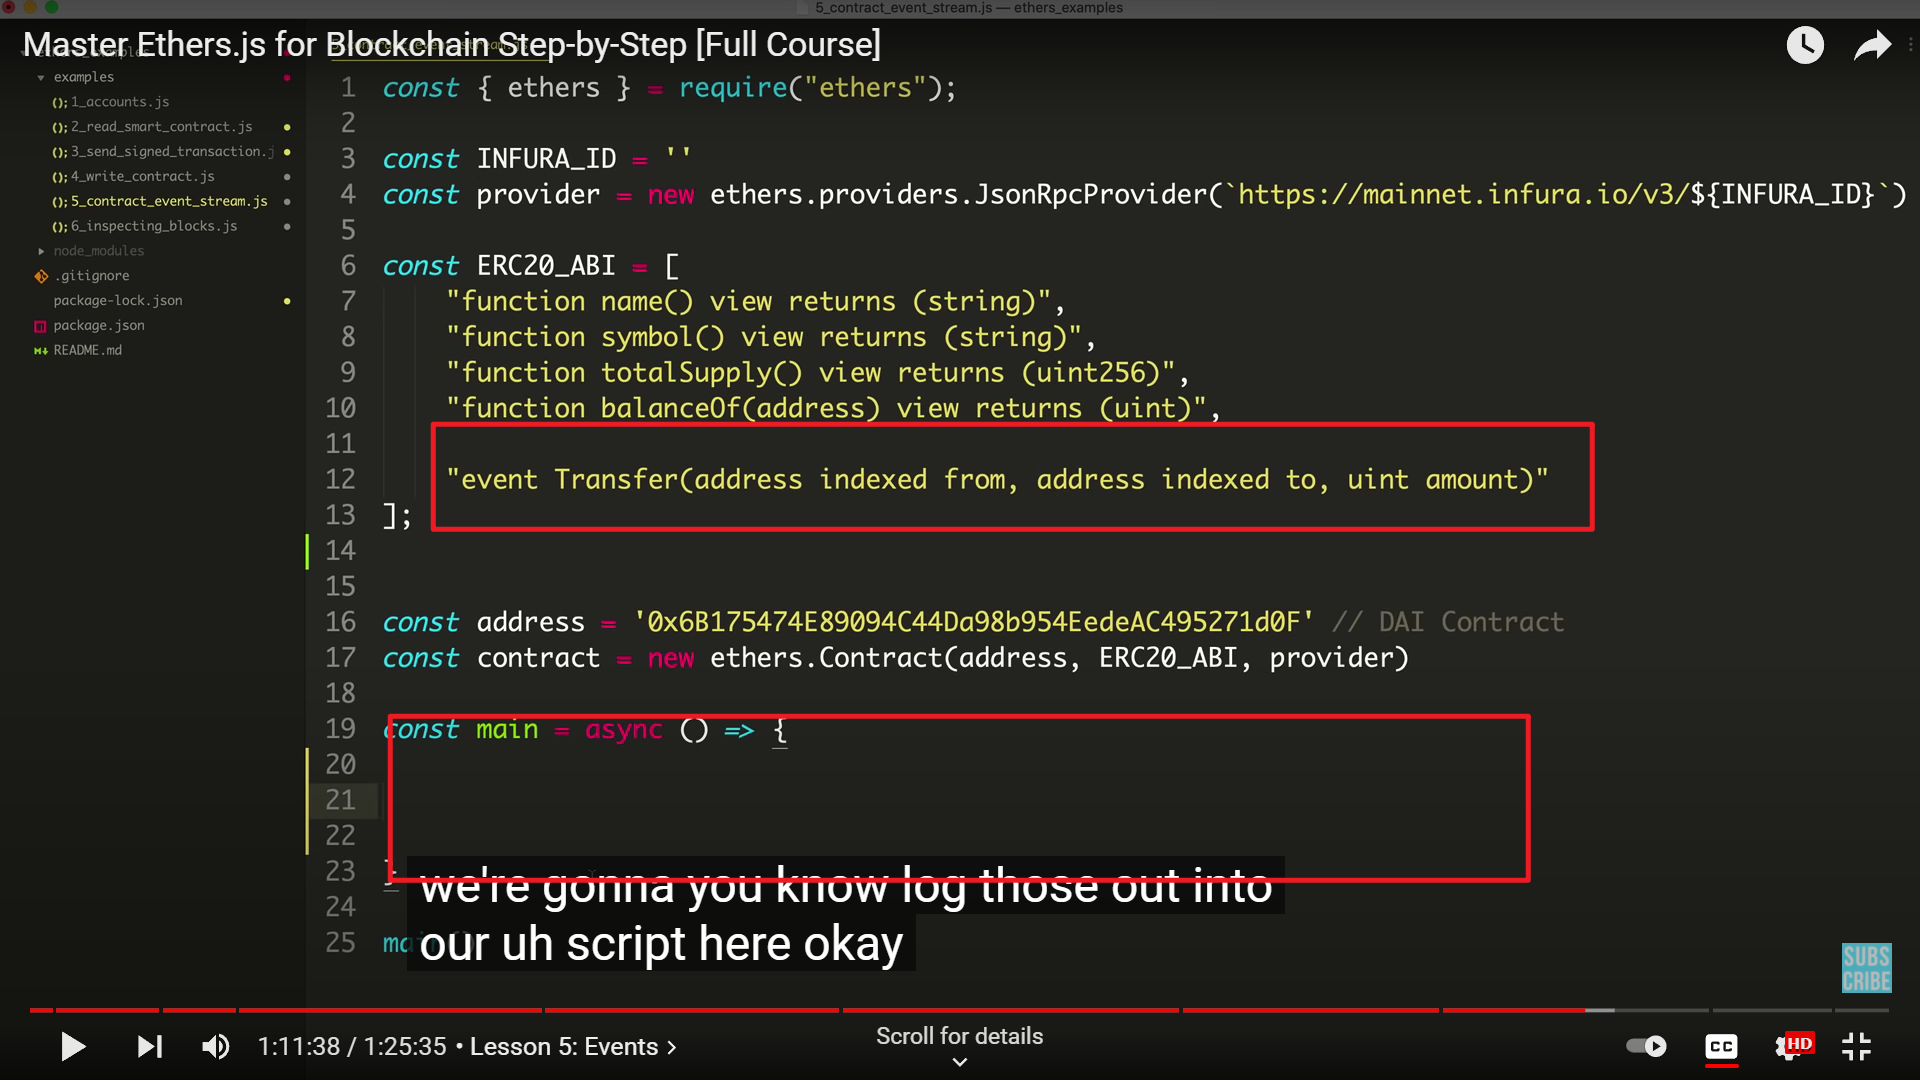 5_contract_event_stream.js — ethers_examples
Master Ethers.js for Blockchain Step-by-Step [Full Course]
examples
(); 1_accounts.js
(); 2_read_smart_contract.js
(); 3_send_signed_transaction.j
(); 4_write_contract.js
(); 5_contract_event_stream.js
(); 6_inspecting_blocks.js
node_modules
.gitignore
package-lock.json
package.json
README.md
1 const { ethers } = require("ethers");
2
3 const INFURA_ID = ''
4 const provider = new ethers.providers.JsonRpcProvider(`https://mainnet.infura.io/v3/${INFURA_ID}`)
5
6 const ERC20_ABI = [
7 "function name() view returns (string)",
8 "function symbol() view returns (string)",
9 "function totalSupply() view returns (uint256)",
10 "function balanceOf(address) view returns (uint)",
11
12 "event Transfer(address indexed from, address indexed to, uint amount)"
13 ];
14
15
16 const address = '0x6B175474E89094C44Da98b954EedeAC495271d0F' // DAI Contract
17 const contract = new ethers.Contract(address, ERC20_ABI, provider)
18
19 const main = async () => {
20
21
22
23 }
24
25
we're gonna you know log those out into
our uh script here okay
SUBS
CRIBE
1:11:38 / 1:25:35 • Lesson 5: Events >
Scroll for details
CC
HD